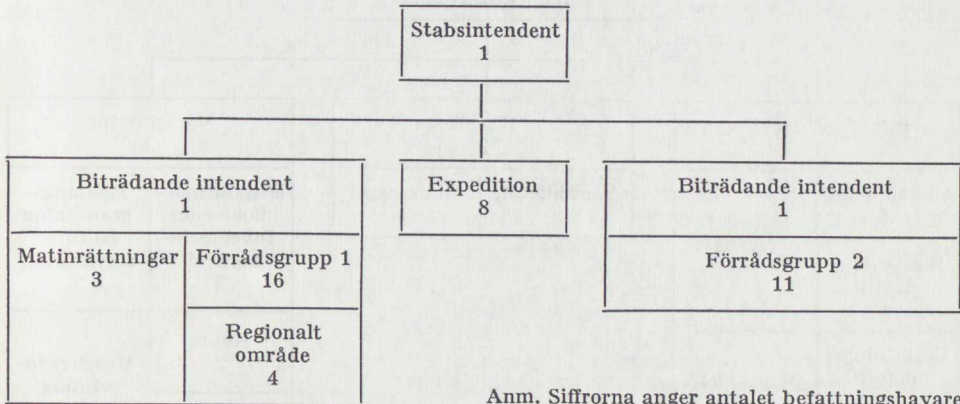 Stabsintendent
1
Biträdande intendent
1
Matinrättningar
3
Förrådsgrupp 1
16
Regionalt
område
4
Expedition
8
Biträdande intendent
1
Förrådsgrupp 2
11
Anm. Siffrorna anger antalet befattningshavare